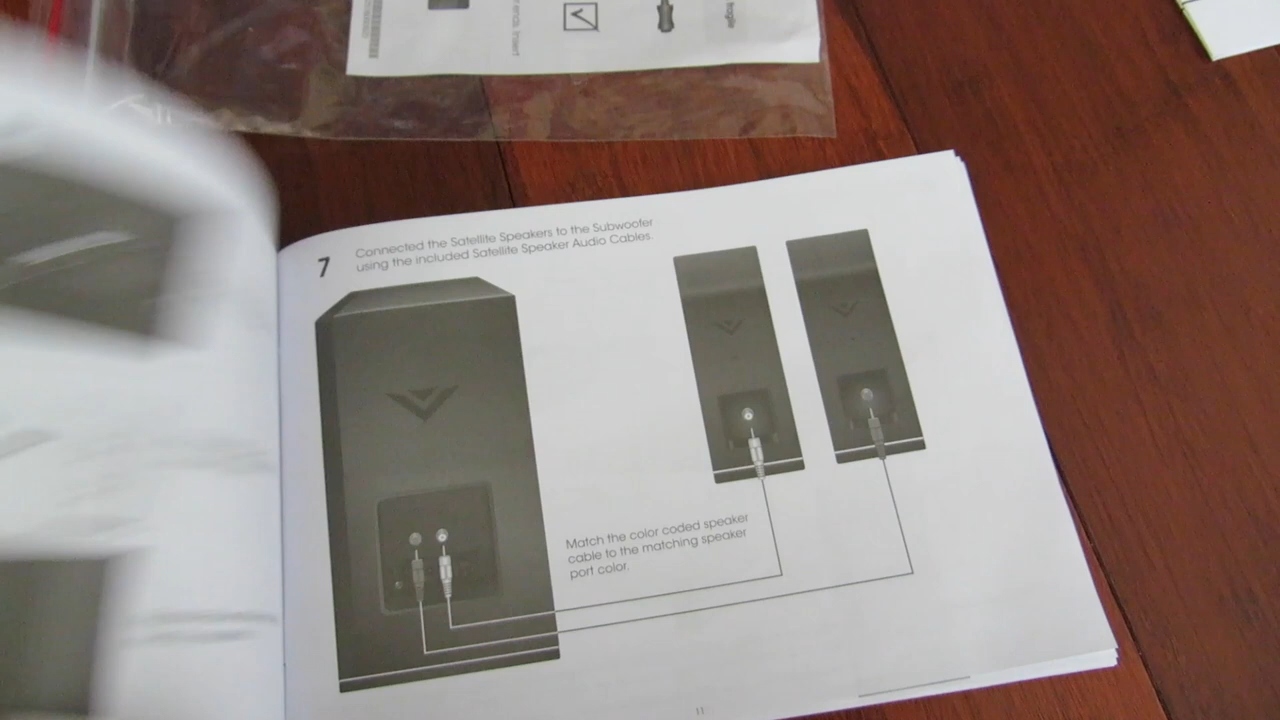 7
Connected the Satellite Speakers to the Subwoofer
using the included Satellite Speaker Audio Cables.
Match the color coded speaker
cable to the matching speaker
port color.
11